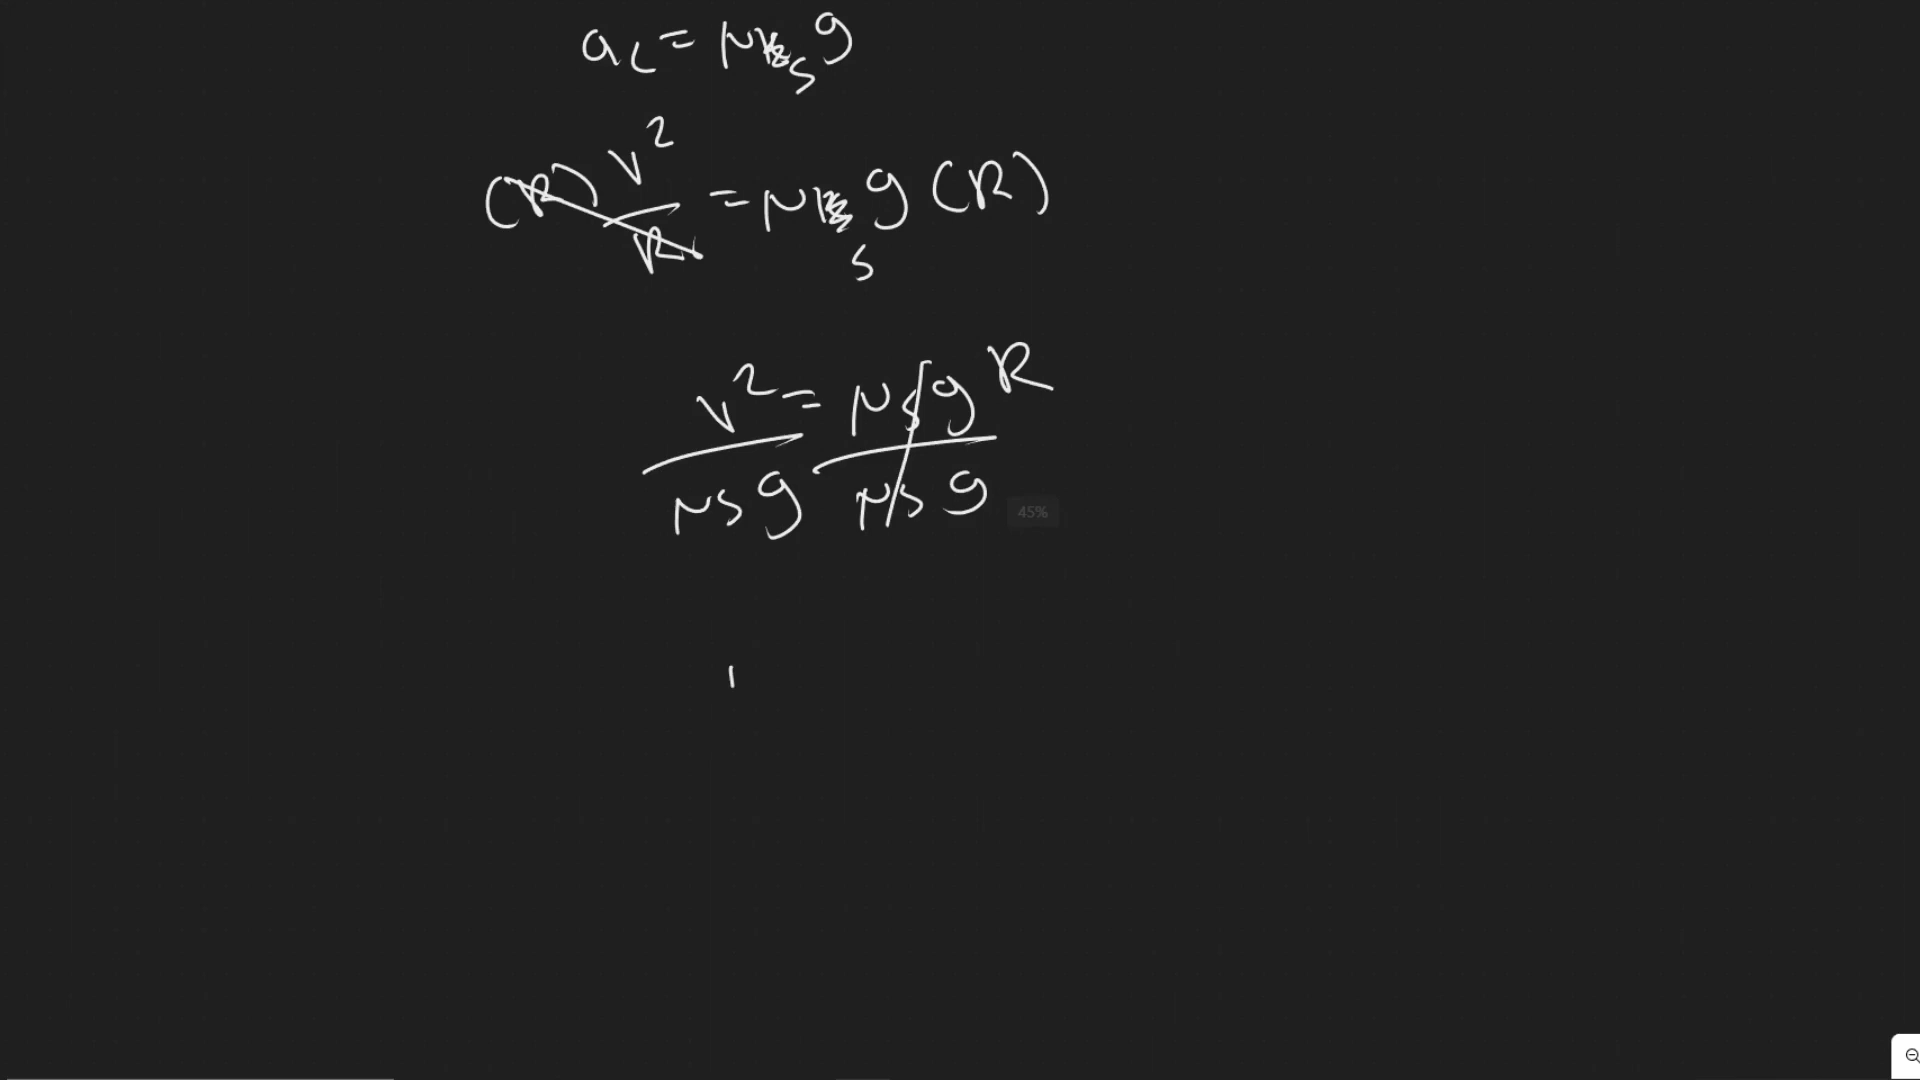 a_c = μ_s g
(R) v²/R = μ_s g (R)
v² = μ_s g R
μ_s g μ_s g
45%